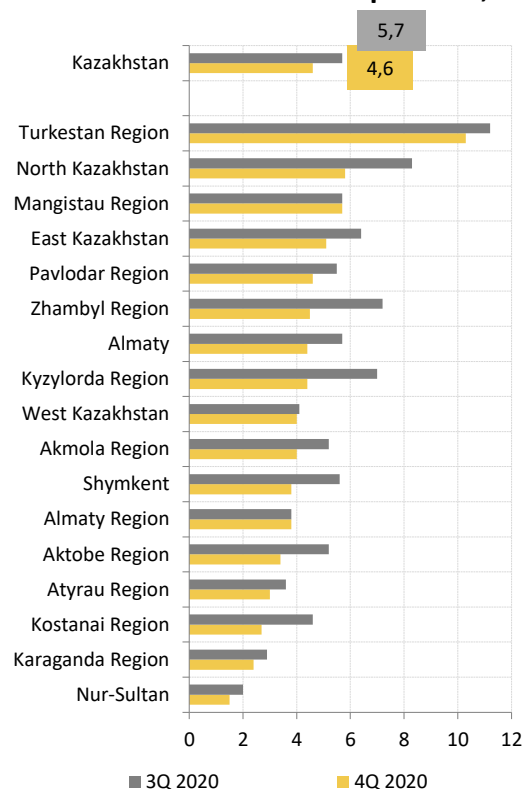 5,7
Kazakhstan
4,6
Turkestan Region
North Kazakhstan
Mangistau Region
East Kazakhstan
Pavlodar Region
Zhambyl Region
Almaty
Kyzylorda Region
West Kazakhstan
Akmola Region
Shymkent
Almaty Region
Aktobe Region
Atyrau Region
Kostanai Region
Karaganda Region
Nur-Sultan
0 2 4 6 8 10 12
3Q 2020 4Q 2020